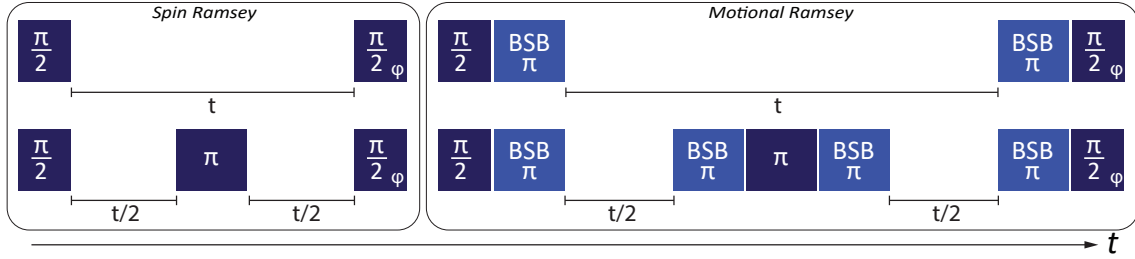 Spin Ramsey
Motional Ramsey
π/2 π/2 φ
t
π/2 BSB π BSB π π/2 φ
t
π/2 π π/2 φ
t/2 t/2
π/2 BSB π BSB π π BSB π BSB π π/2 φ
t/2 t/2
t